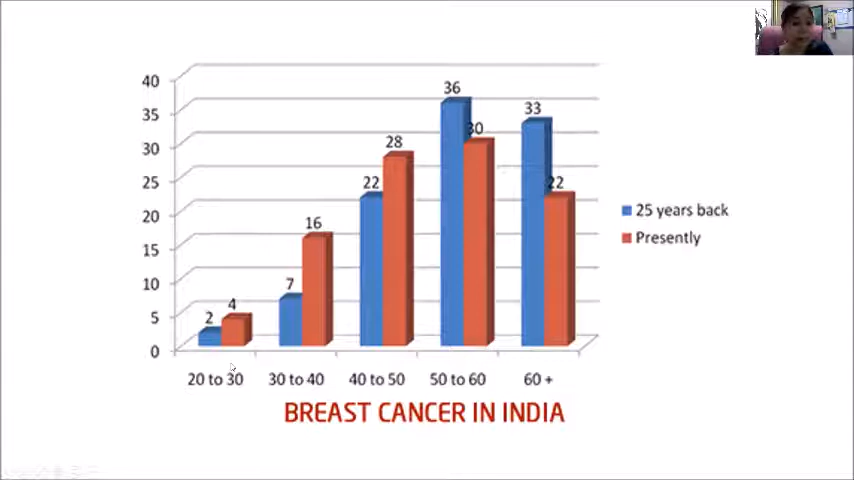 40
35
30
25
20
15
10
5
0
2
4
7
16
22
28
36
30
33
22
20 to 30
30 to 40
40 to 50
50 to 60
60 +
25 years back
Presently
BREAST CANCER IN INDIA